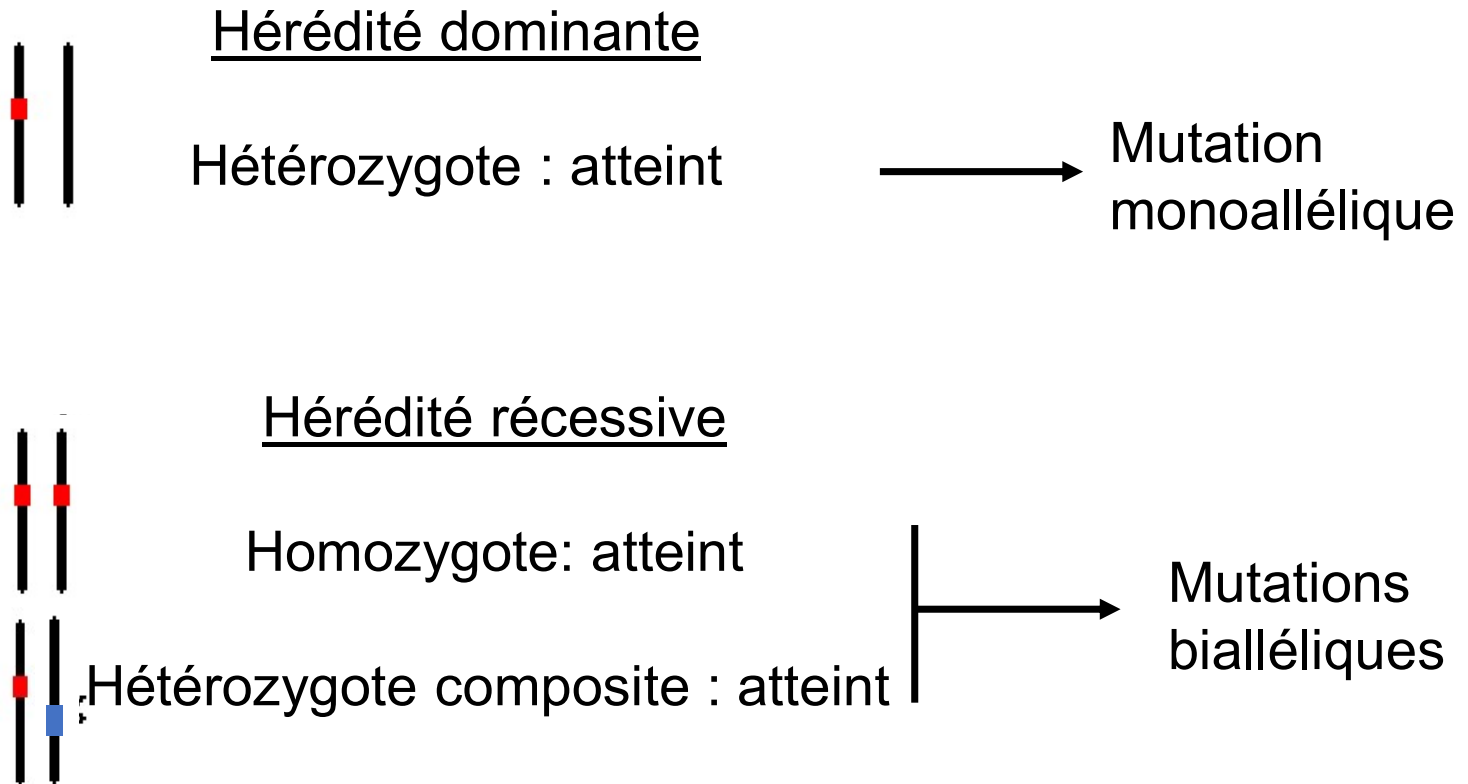 Hérédité dominante
Hétérozygote : atteint
Mutation
monoallélique
Hérédité récessive
Homozygote: atteint
Hétérozygote composite : atteint
Mutations
bialléliques